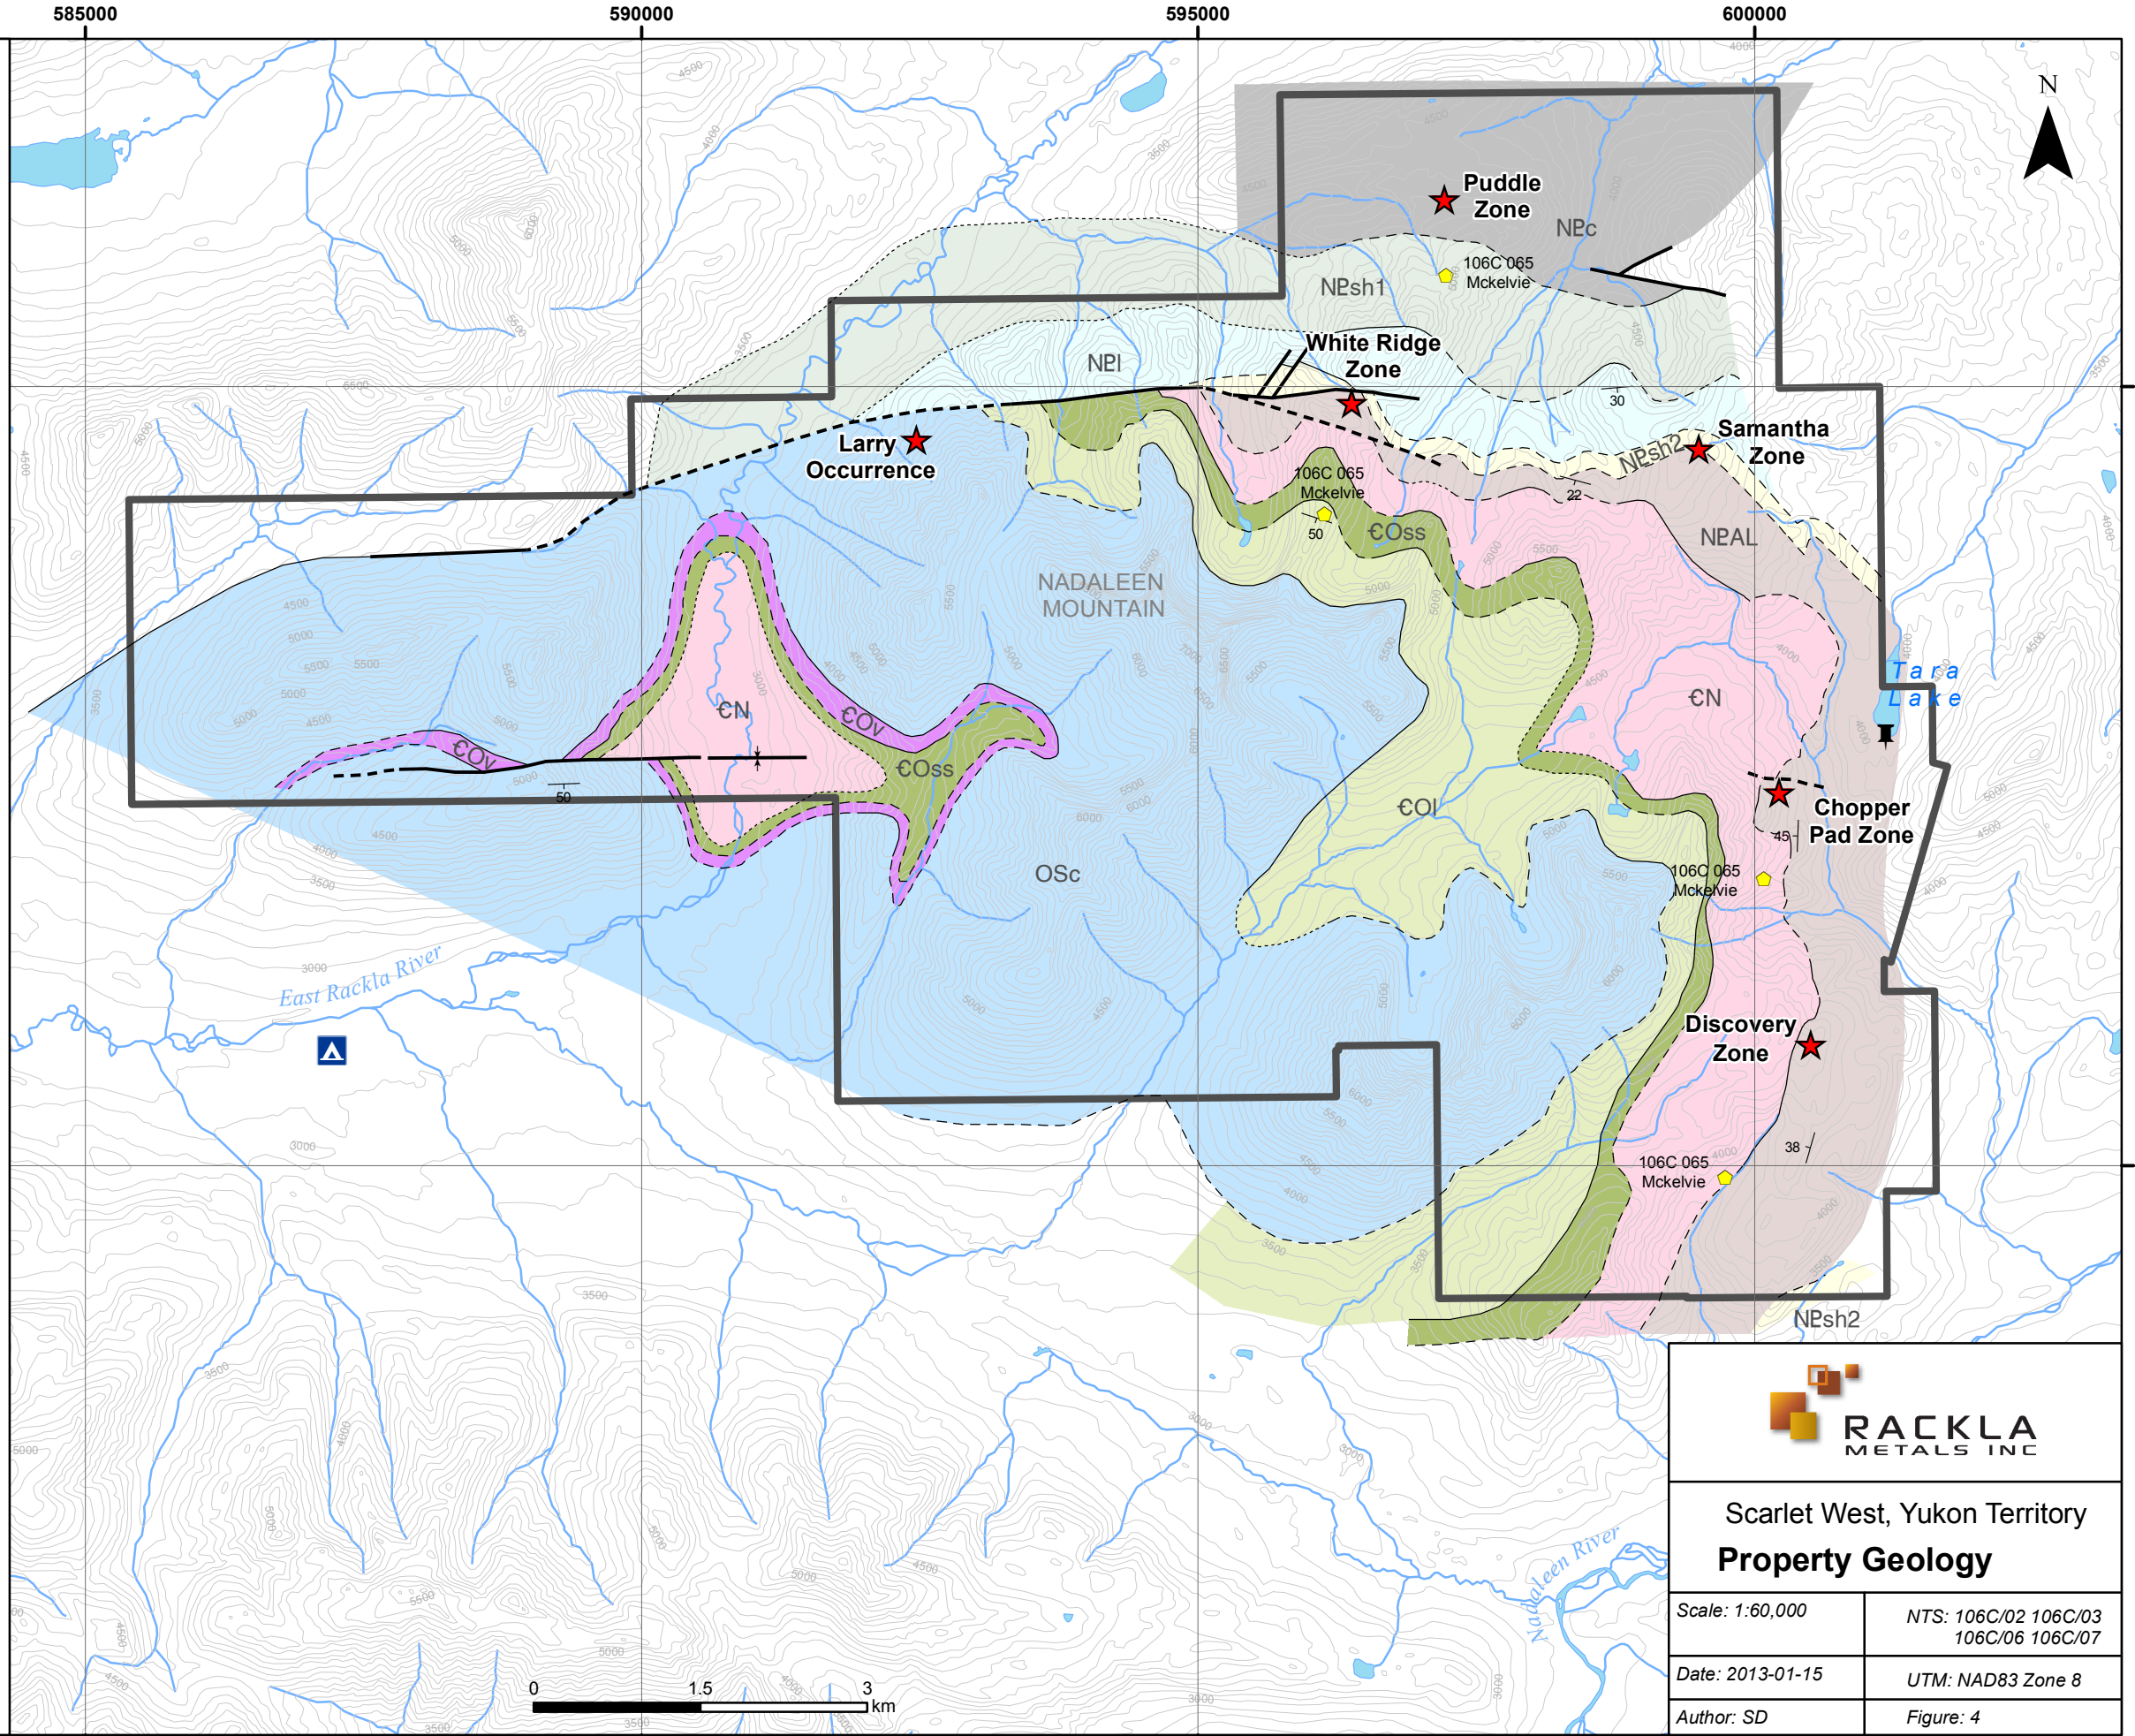 585000
590000
595000
600000
N
Puddle
Zone
NPc
106C 065
Mckelvie
NPsh1
White Ridge
Zone
NPl
30
Larry
Occurrence
Samantha
Zone
NPsh2
106C 065
Mckelvie
22
50
ЄOss
NPAL
NADALEEN
MOUNTAIN
Tara
Lake
ЄN
ЄOv
ЄN
ЄOv
ЄOss
50
ЄOl
Chopper
Pad Zone
45
OSc
106C 065
Mckelvie
East Rackla River
Discovery
Zone
38
106C 065
Mckelvie
NPsh2
RACKLA
METALS INC
Scarlet West, Yukon Territory
Property Geology
Scale: 1:60,000
NTS: 106C/02 106C/03
106C/06 106C/07
Date: 2013-01-15
UTM: NAD83 Zone 8
Author: SD
Figure: 4
Nadaleen River
0 1.5 3
km